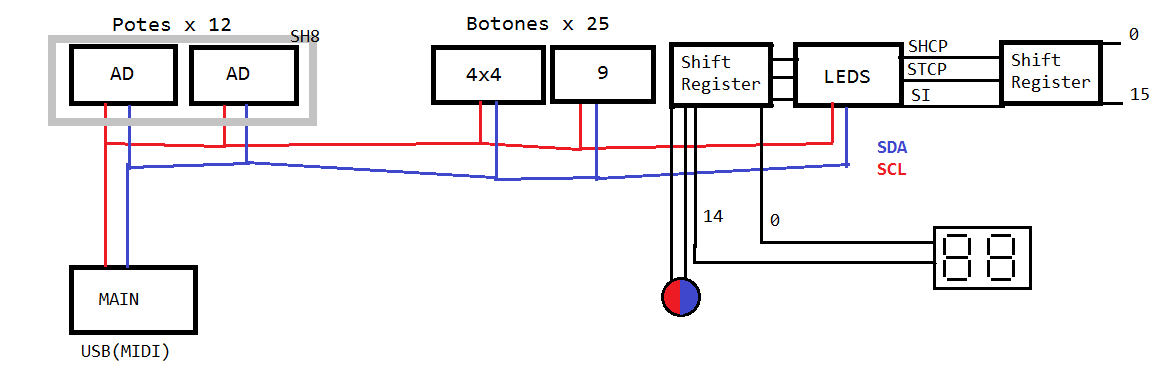 Potes x 12
SH8
AD
AD
Botones x 25
4x4
9
Shift
Register
LEDS
SHCP
STCP
SI
Shift
Register
0
15
SDA
SCL
14
0
88
MAIN
USB(MIDI)